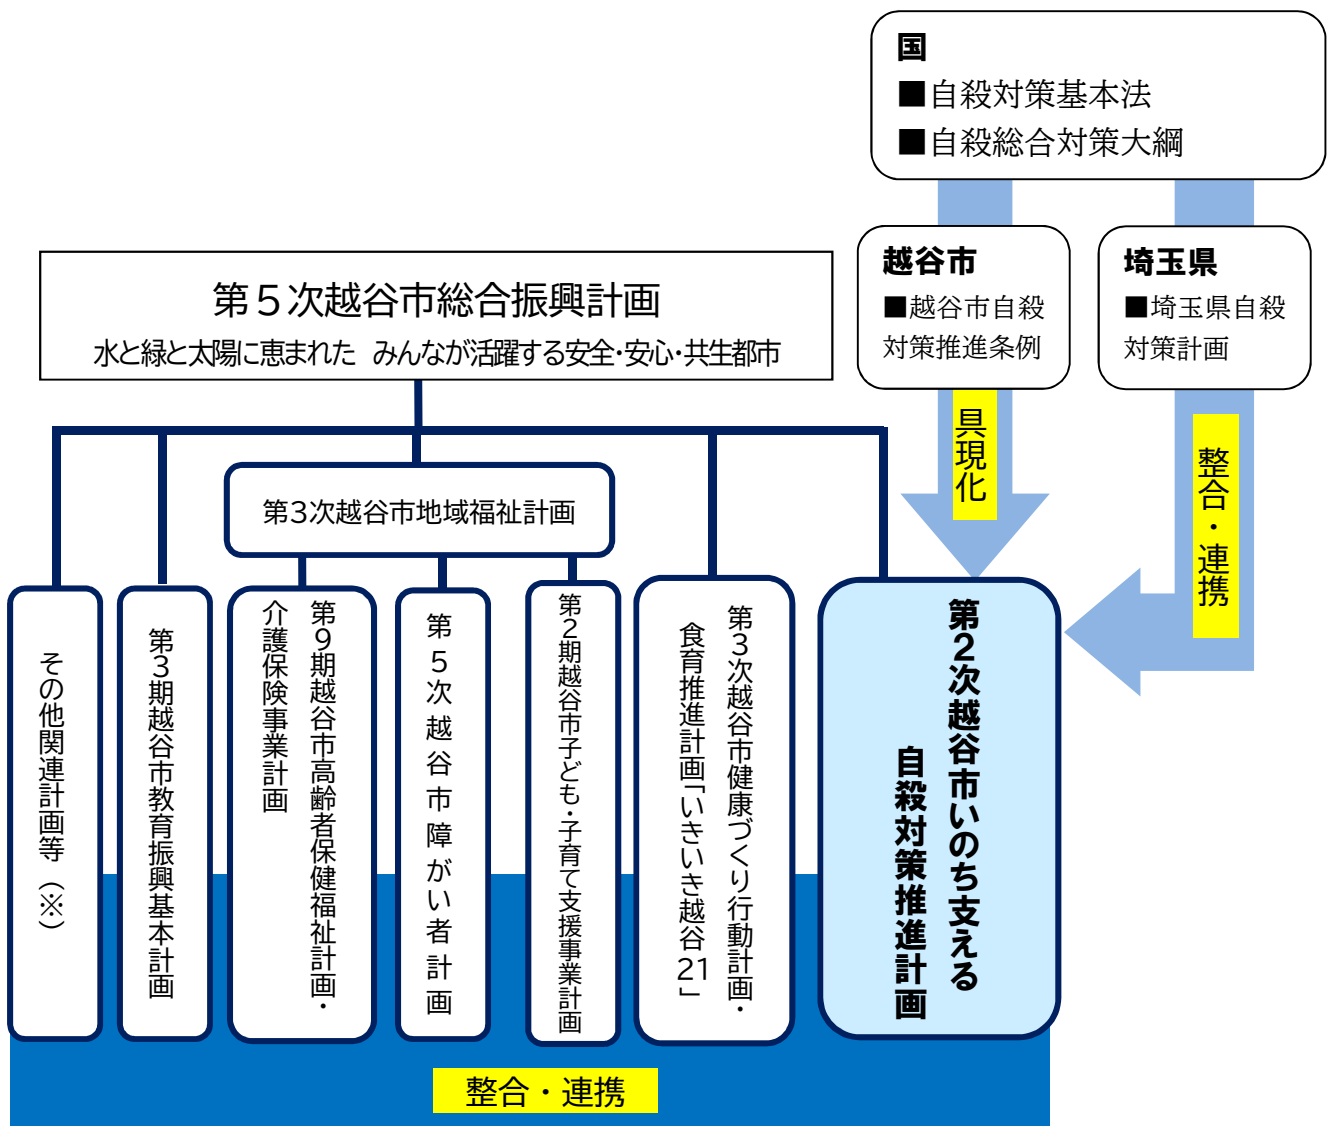 国
■自殺対策基本法
■自殺総合対策大綱
越谷市
■越谷市自殺
対策推進条例
埼玉県
■埼玉県自殺
対策計画
第5次越谷市総合振興計画
水と緑と太陽に恵まれた みんなが活躍する安全・安心・共生都市
具現化
整合・連携
第3次越谷市地域福祉計画
その他関連計画等（※）
第3期越谷市教育振興基本計画
第9期越谷市高齢者保健福祉計画・
介護保険事業計画
第5次越谷市障がい者計画
第2期越谷市子ども・子育て支援事業計画
第3次越谷市健康づくり行動計画・
食育推進計画「いきいき越谷21」
第2次越谷市いのち支える
自殺対策推進計画
整合・連携